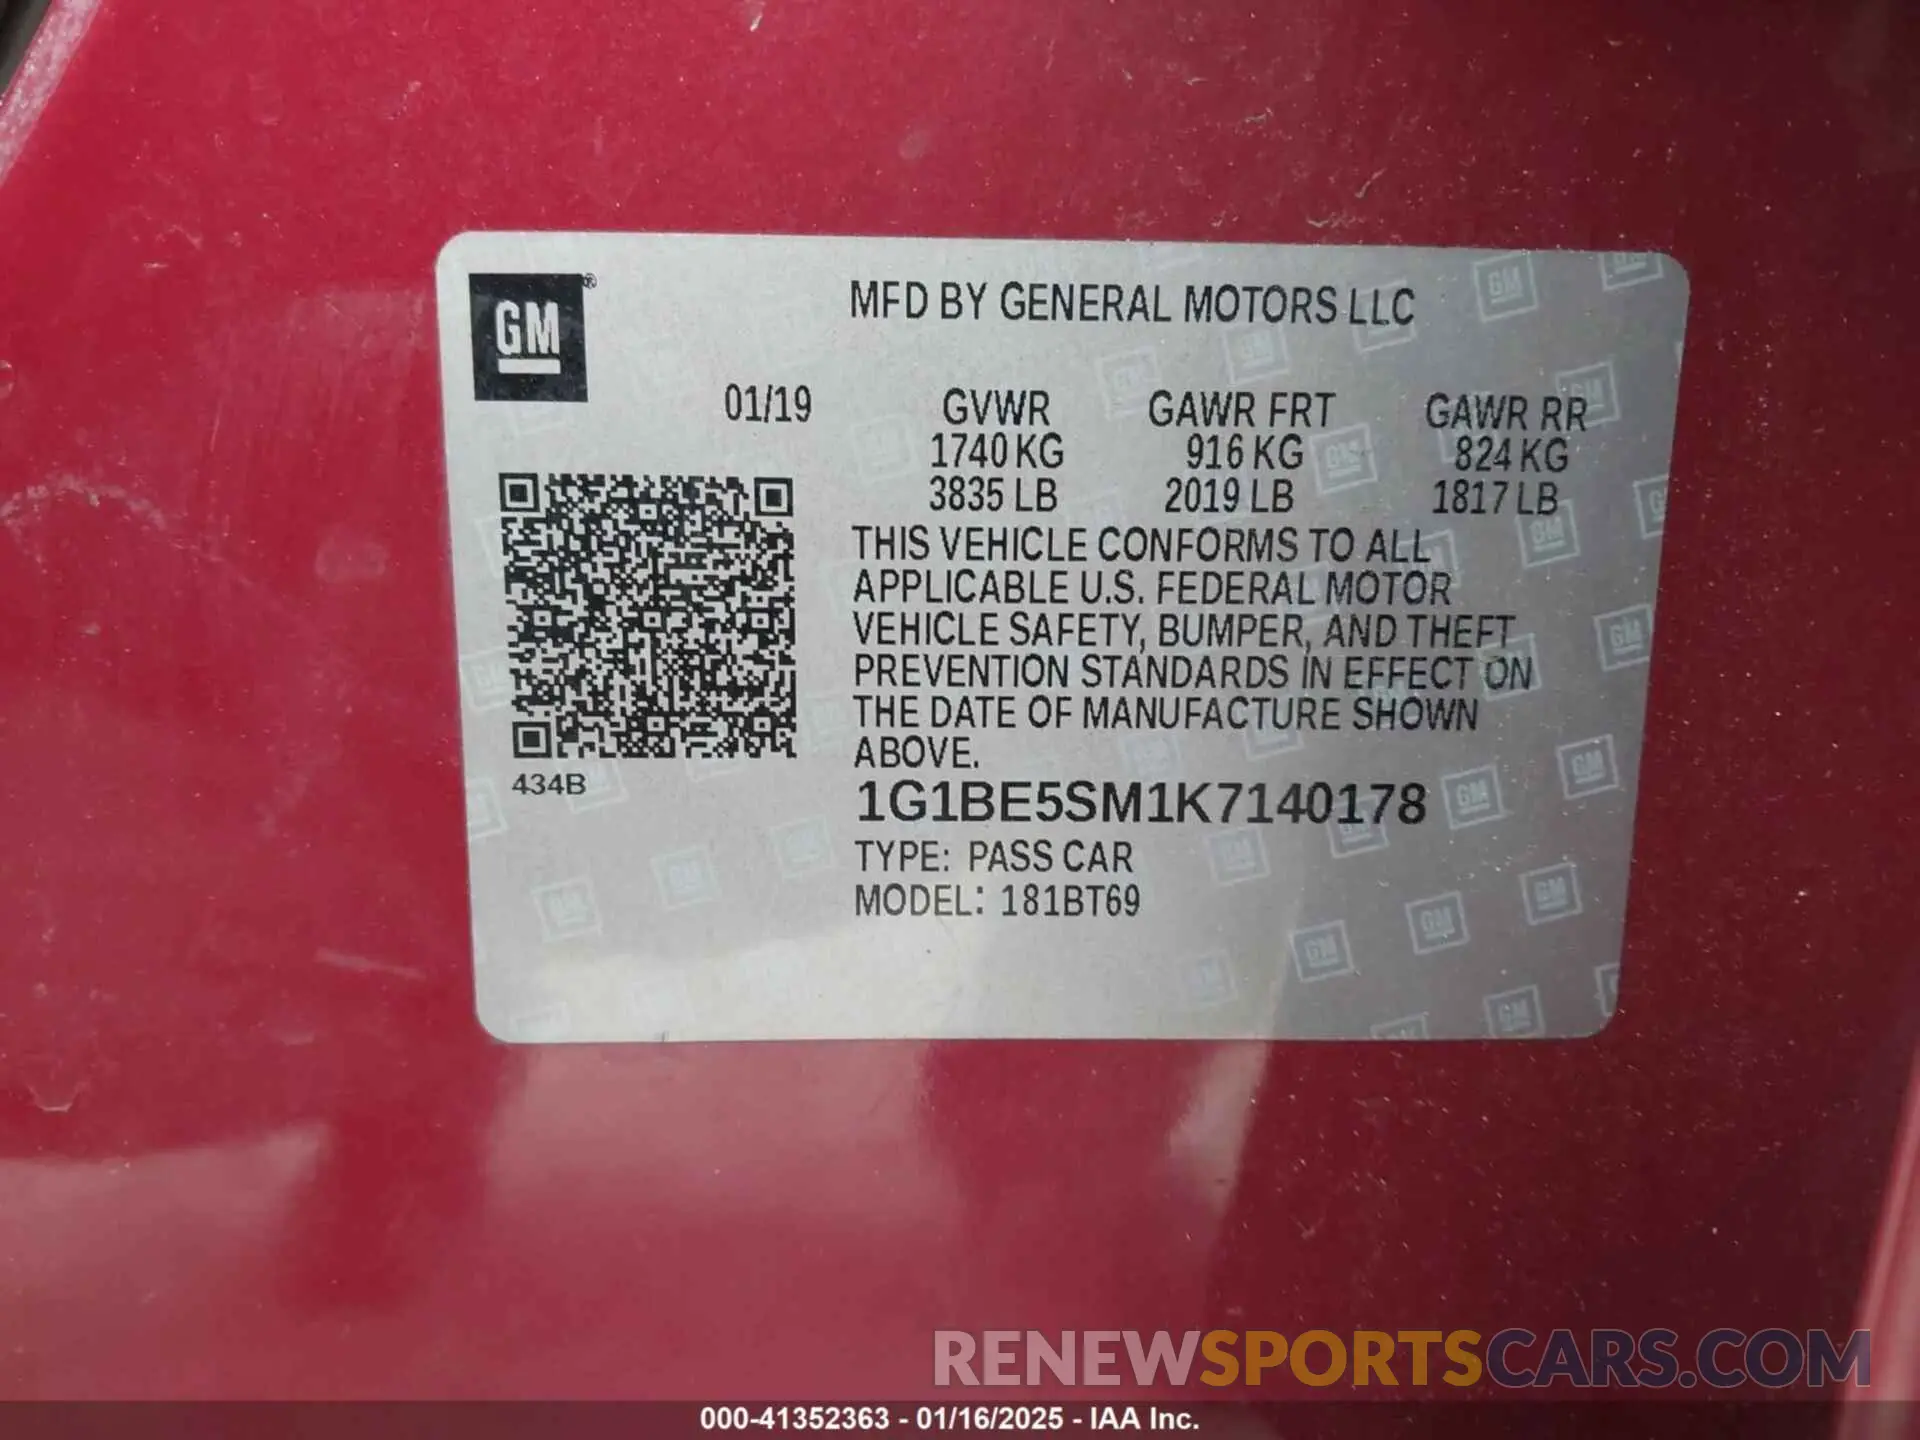 GM®
MFD BY GENERAL MOTORS LLC
01/19 GVWR GAWR FRT GAWR RR
1740 KG 916 KG 824 KG
3835 LB 2019 LB 1817 LB
THIS VEHICLE CONFORMS TO ALL
APPLICABLE U.S. FEDERAL MOTOR
VEHICLE SAFETY, BUMPER, AND THEFT
PREVENTION STANDARDS IN EFFECT ON
THE DATE OF MANUFACTURE SHOWN
ABOVE.
434B
1G1BE5SM1K7140178
TYPE: PASS CAR
MODEL: 181BT69
RENEWSPORTSCARS.COM
000-41352363 - 01/16/2025 - IAA Inc.